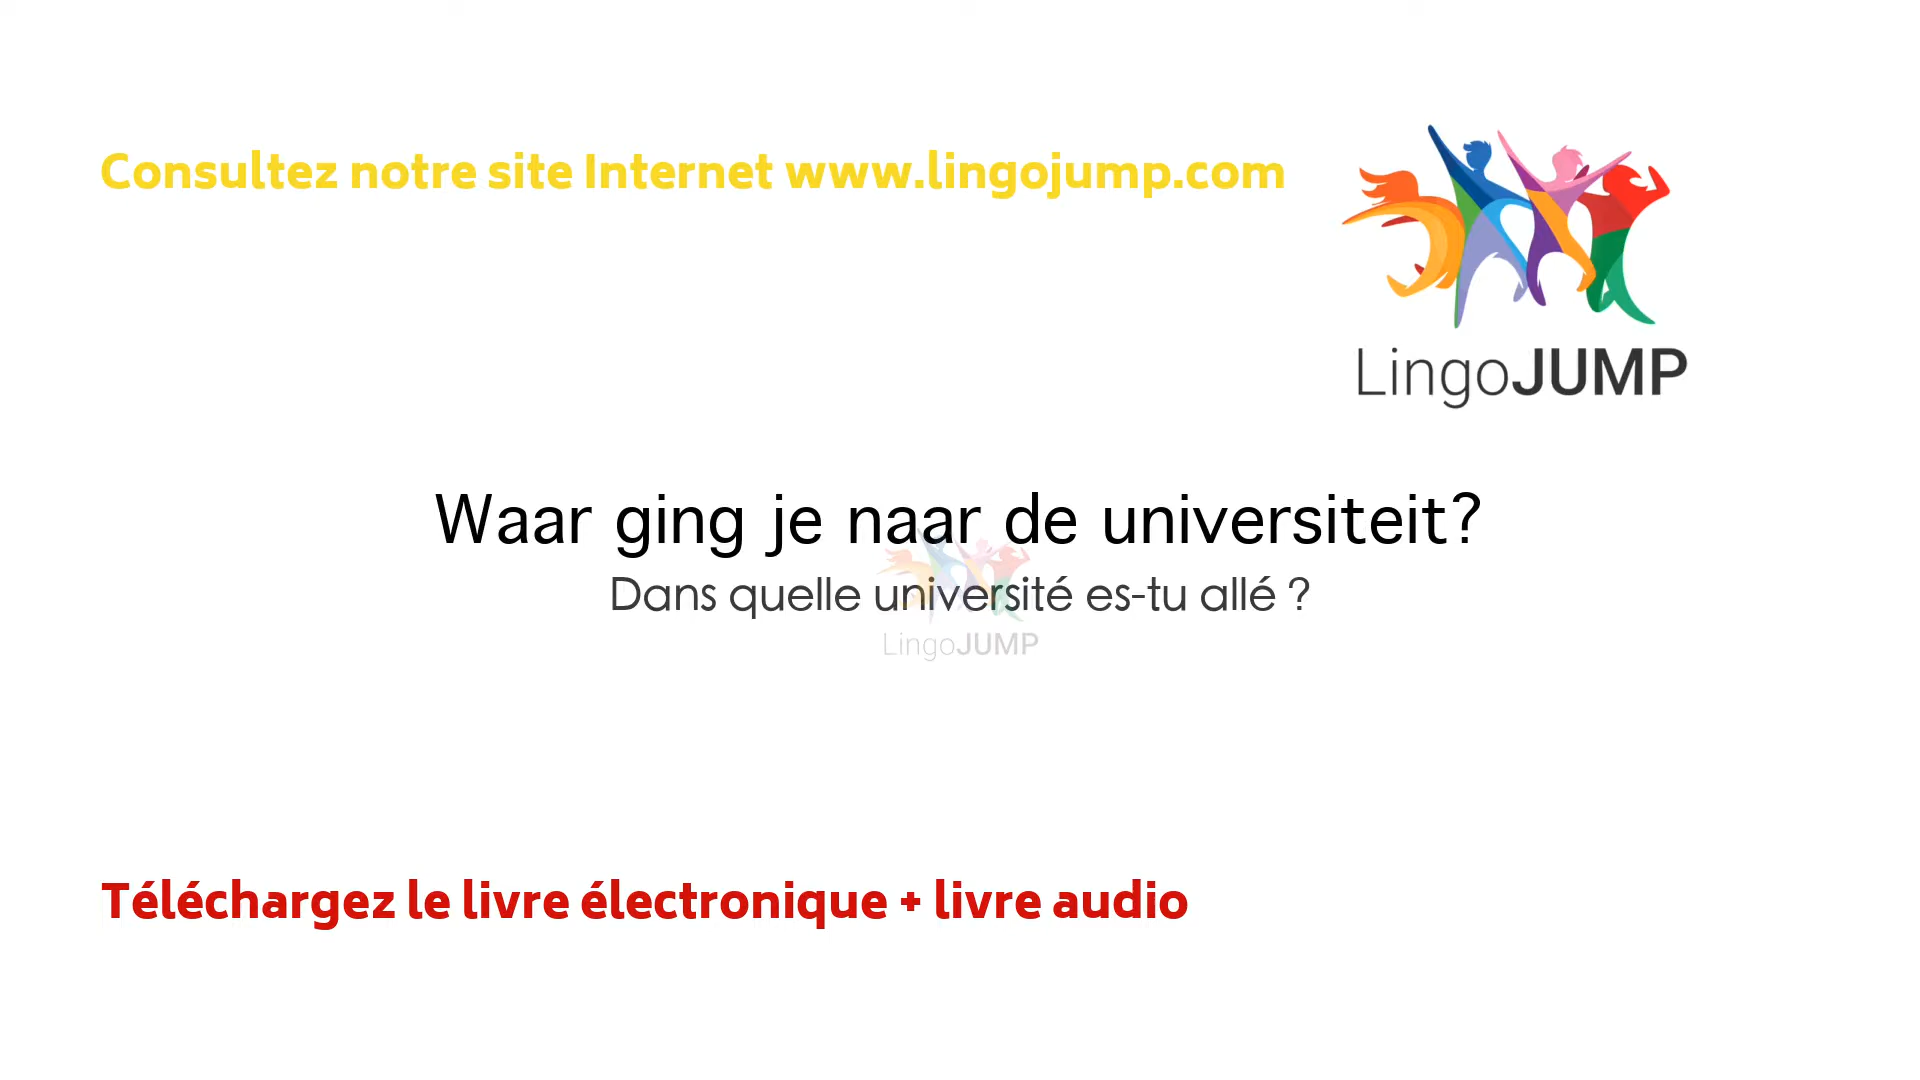 Consultez notre site Internet www.lingojump.com
LingoJUMP
Waar ging je naar de universiteit?
Dans quelle université es-tu allé ?
LingoJUMP
Téléchargez le livre électronique + livre audio